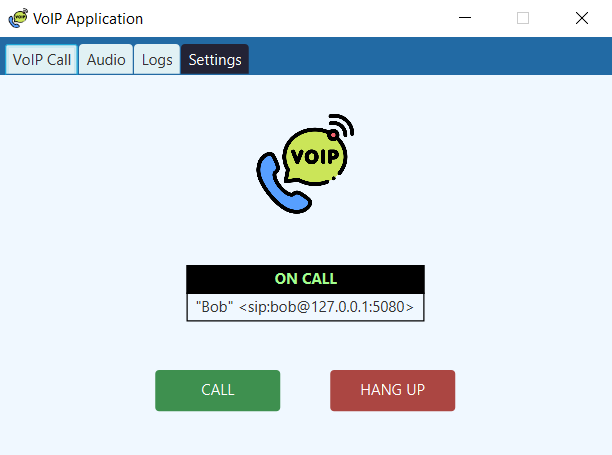 VoIP Application
VoIP Call Audio Logs Settings
VOIP
ON CALL
"Bob" <sip:bob@127.0.0.1:5080>
CALL HANG UP